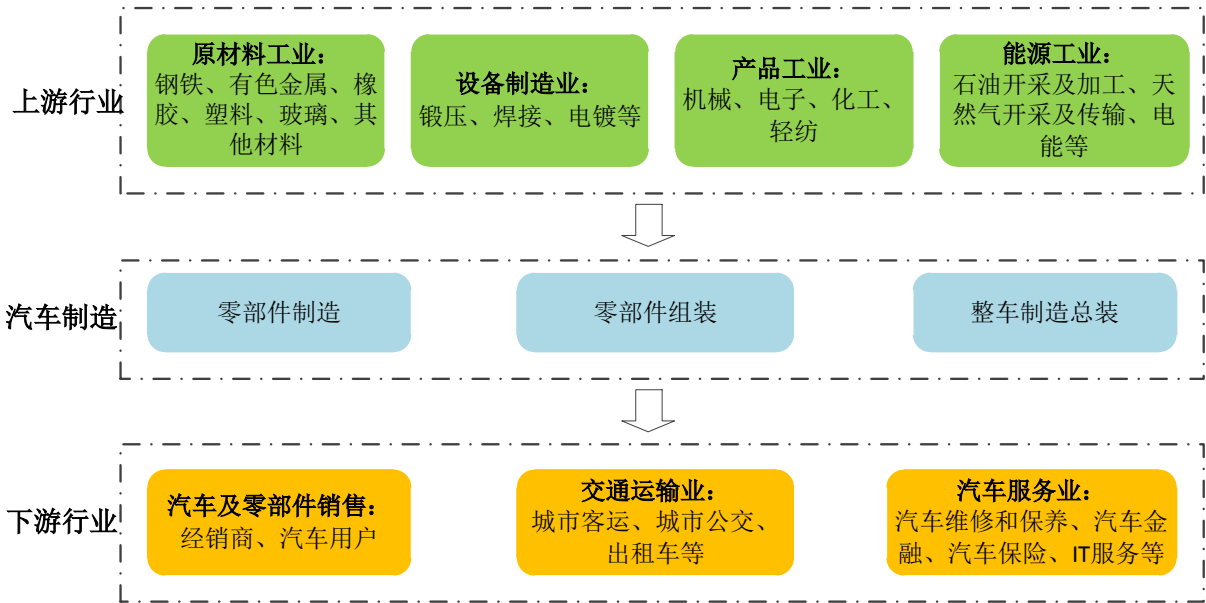 上游行业
原材料工业：
钢铁、有色金属、橡
胶、塑料、玻璃、其
他材料
设备制造业：
锻压、焊接、电镀等
产品工业：
机械、电子、化工、
轻纺
能源工业：
石油开采及加工、天
然气开采及传输、电
能等
汽车制造
零部件制造
零部件组装
整车制造总装
下游行业
汽车及零部件销售：
经销商、汽车用户
交通运输业：
城市客运、城市公交、
出租车等
汽车服务业：
汽车维修和保养、汽车金
融、汽车保险、IT服务等